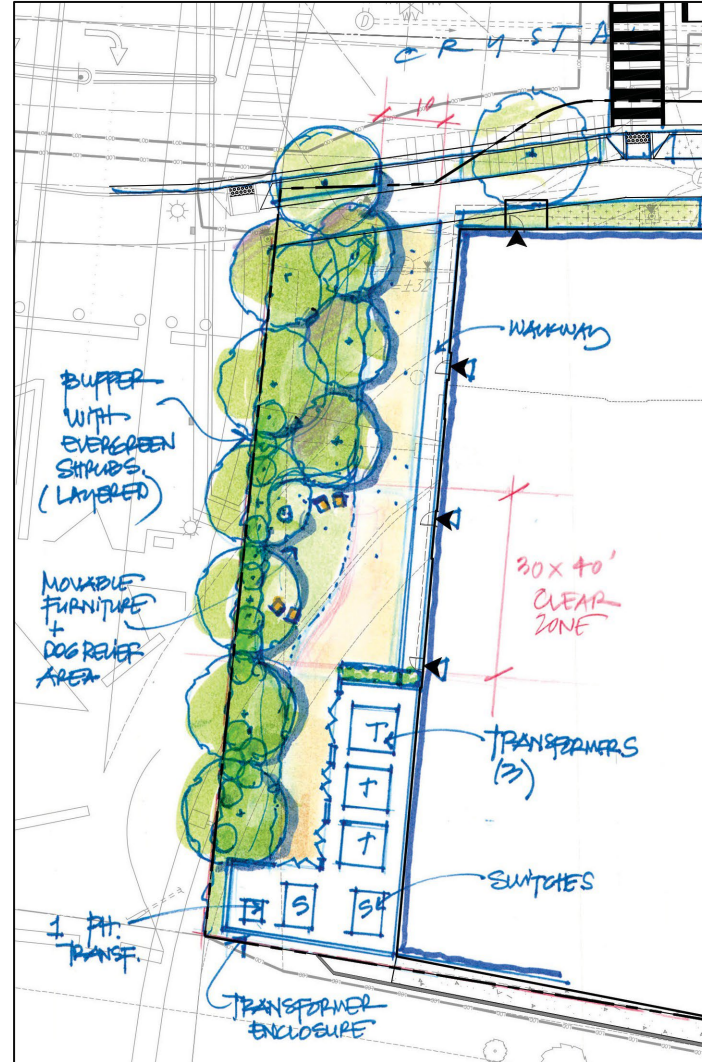 CRYSTA
10
±32
WALKWAY
BUFFER
WITH
EVERGREEN
SHRUBS.
(LAYERED)
30 x 40'
CLEAR
ZONE
MOVABLE
FURNITURE
+
DOG RELIEF
AREA
T
TRANSFORMERS
(3)
T
T
SWITCHES
S
S
1 PH.
TRANSF.
TRANSFORMER
ENCLOSURE